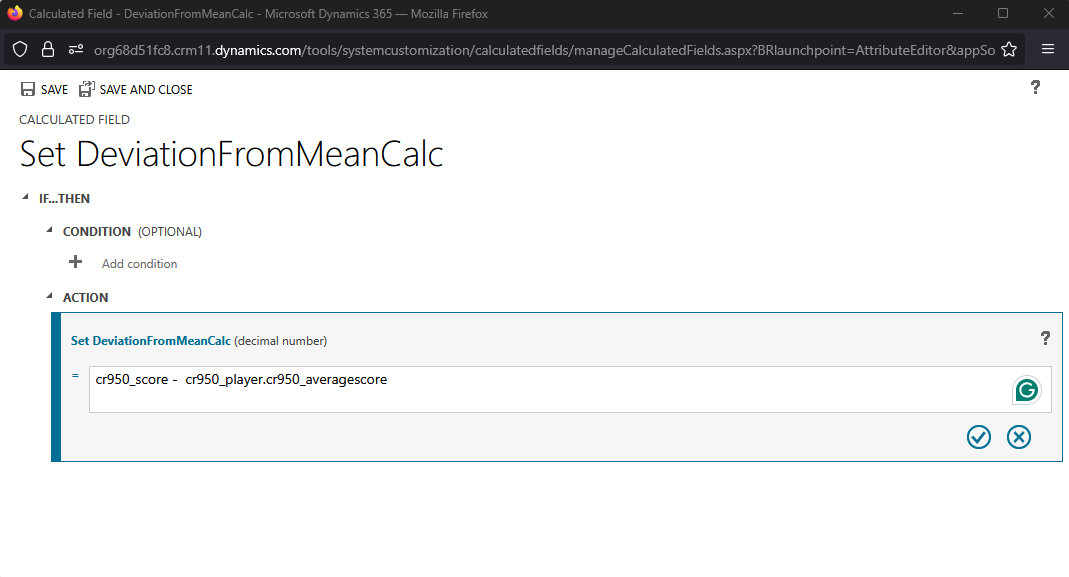 Calculated Field - DeviationFromMeanCalc - Microsoft Dynamics 365 — Mozilla Firefox
org68d51fc8.crm11.dynamics.com/tools/systemcustomization/calculatedfields/manageCalculatedFields.aspx?BRlaunchpoint=AttributeEditor&appSo
SAVE SAVE AND CLOSE ?
CALCULATED FIELD
Set DeviationFromMeanCalc
IF...THEN
CONDITION (OPTIONAL)
+ Add condition
ACTION
Set DeviationFromMeanCalc (decimal number) ?
= cr950_score - cr950_player.cr950_averagescore
G